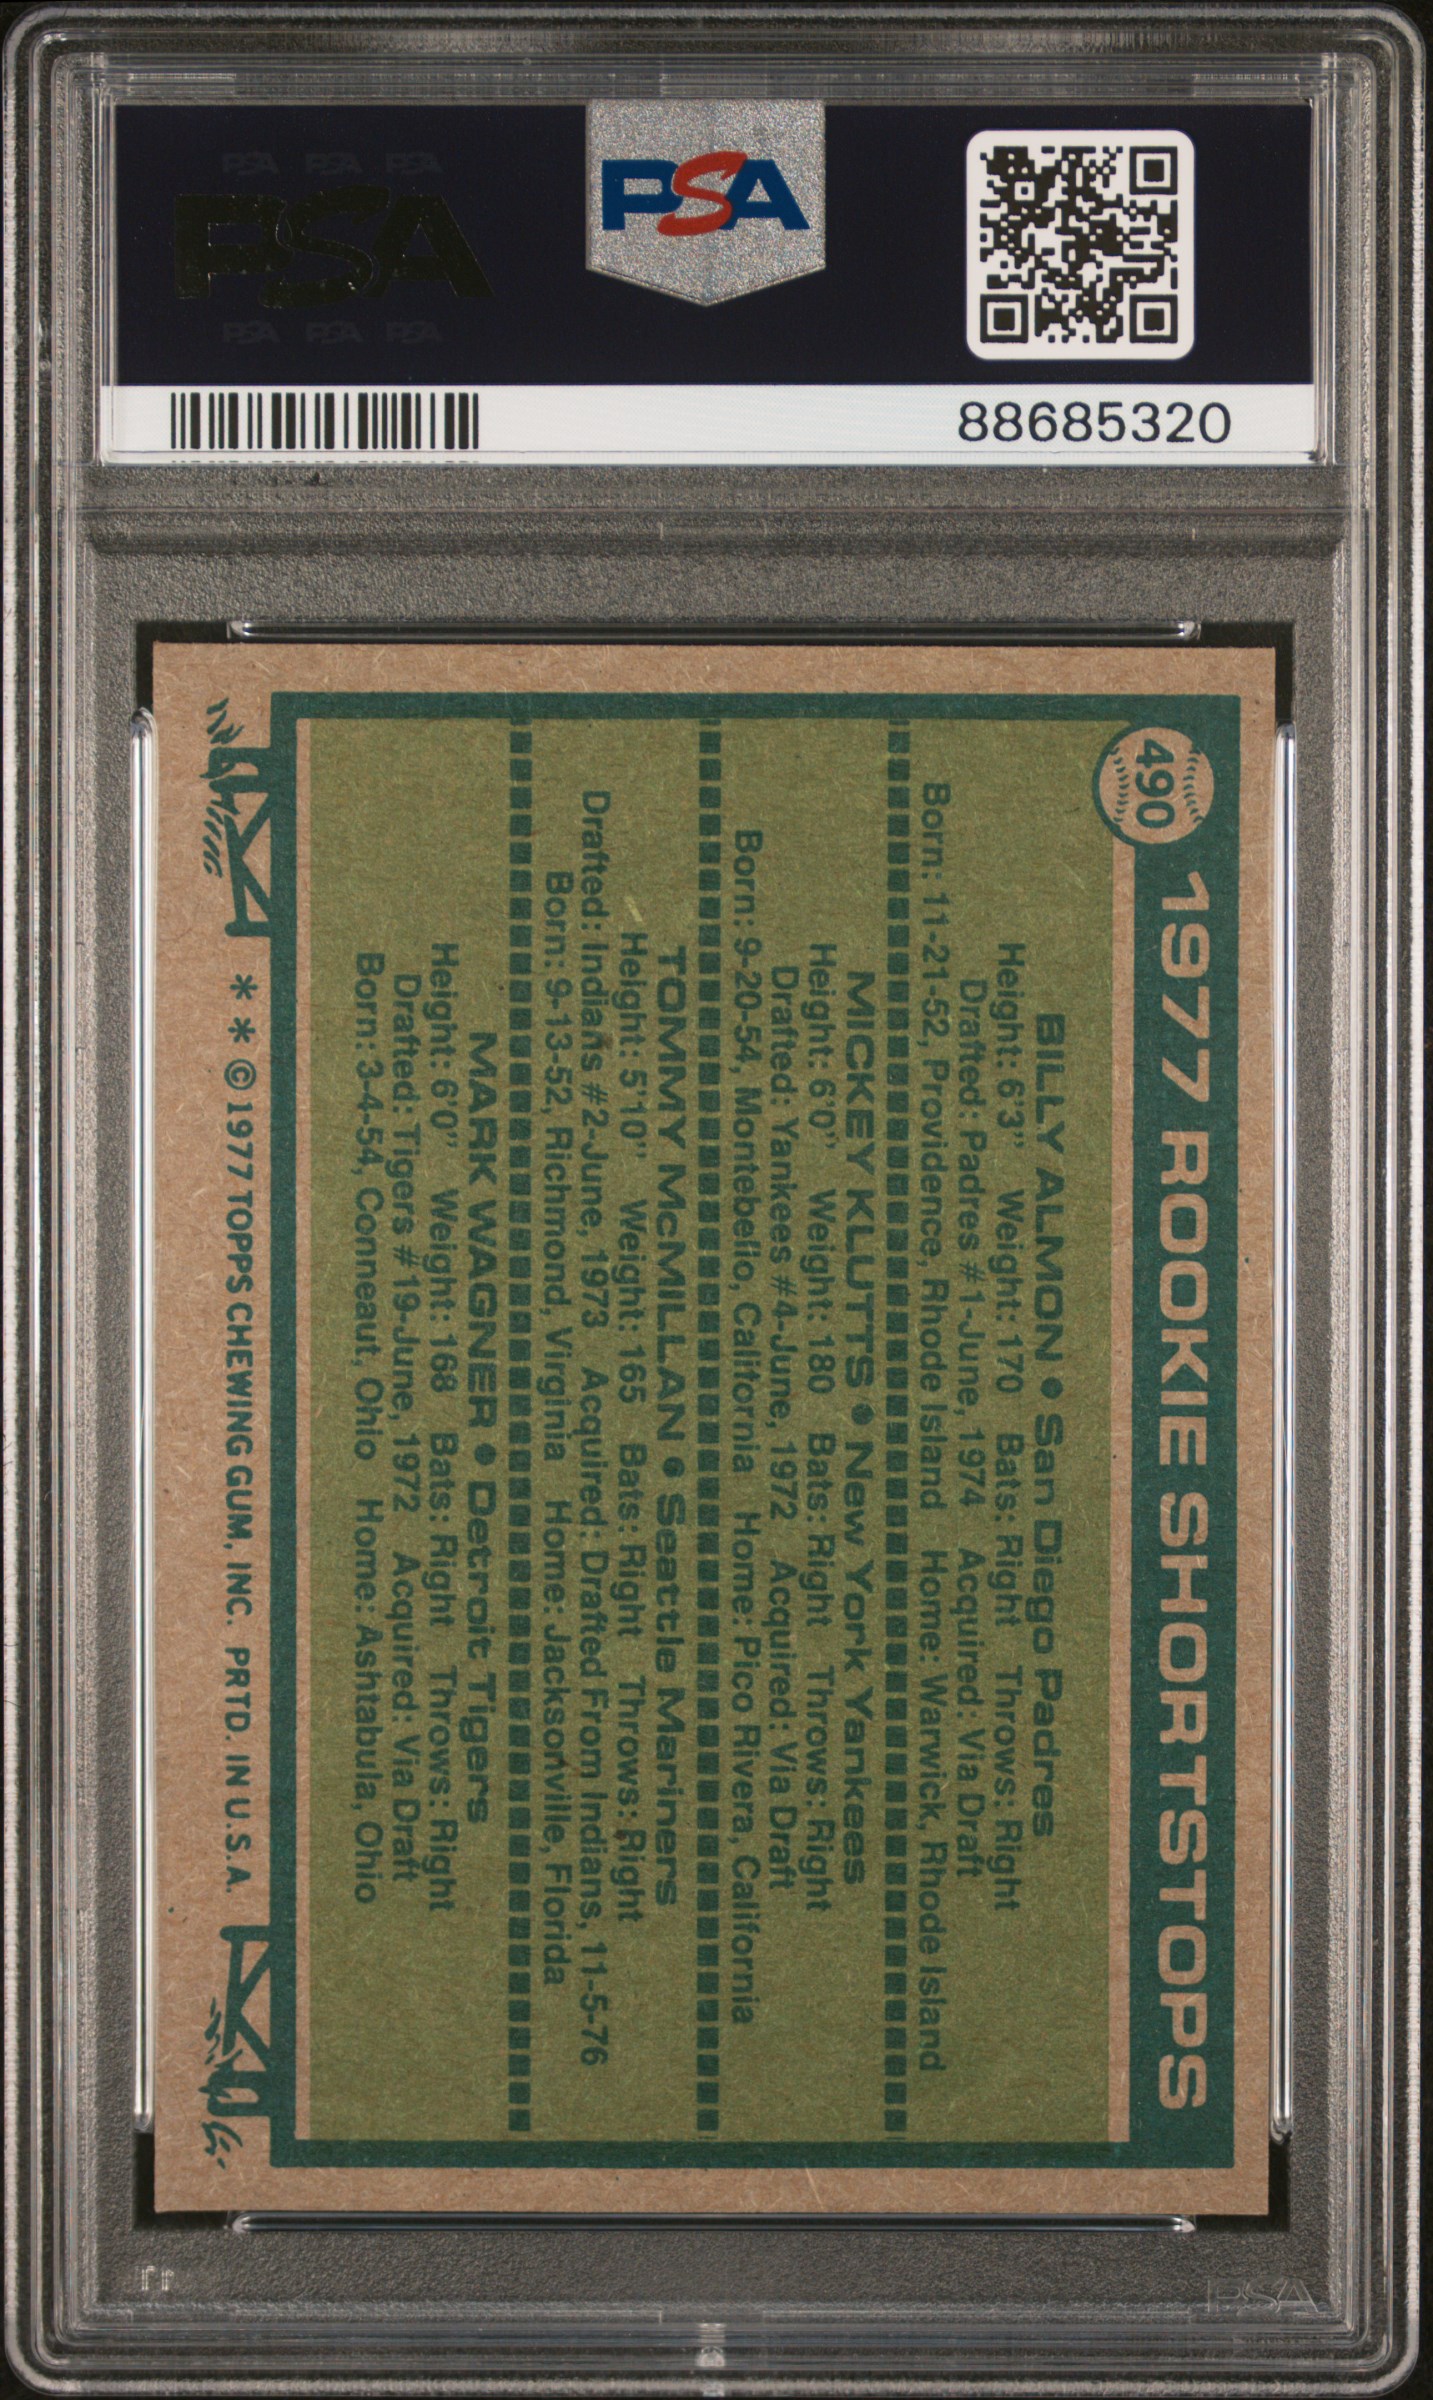 PSA PSA PSA
PSA
PSA PSA PSA
PSA
88685320
490
1977 ROOKIE SHORTSTOPS
BILLY ALMON • San Diego Padres
Height: 6'3" Weight: 170 Bats: Right Throws: Right
Drafted: Padres #1-June, 1974 Acquired: Via Draft
Born: 11-21-52, Providence, Rhode Island Home: Warwick, Rhode Island
MICKEY KLUTTS • New York Yankees
Height: 6'0" Weight: 180 Bats: Right Throws: Right
Drafted: Yankees #4-June, 1972 Acquired: Via Draft
Born: 9-20-54, Montebello, California Home: Pico Rivera, California
TOMMY McMILLAN • Seattle Mariners
Height: 5'10" Weight: 165 Bats: Right Throws: Right
Drafted: Indians #2-June, 1973 Acquired: Drafted From Indians, 11-5-76
Born: 9-13-52, Richmond, Virginia Home: Jacksonville, Florida
MARK WAGNER • Detroit Tigers
Height: 6'0" Weight: 168 Bats: Right Throws: Right
Drafted: Tigers #19-June, 1972 Acquired: Via Draft
Born: 3-4-54, Conneaut, Ohio Home: Ashtabula, Ohio
* * © 1977 TOPPS CHEWING GUM, INC. PRTD. IN U.S.A.
PSA